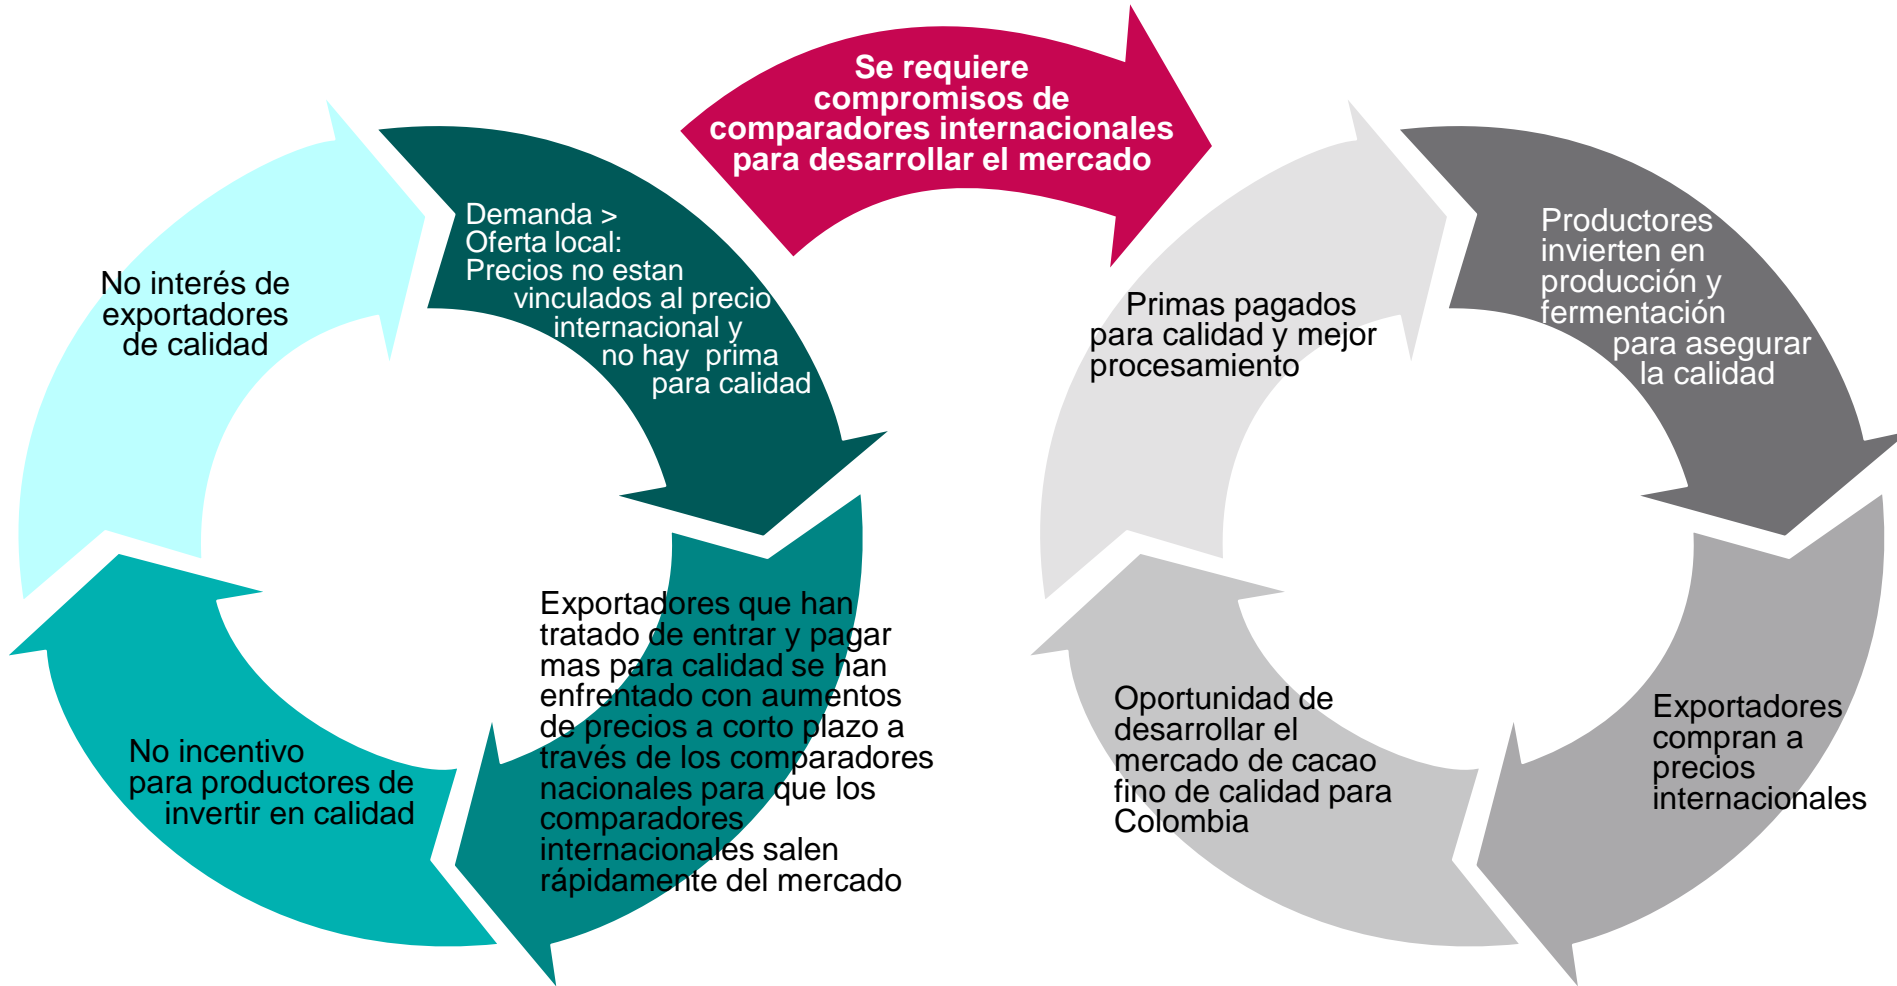 Se requiere
compromisos de
comparadores internacionales
para desarrollar el mercado
Demanda >
Oferta local:
Precios no estan
vinculados al precio
internacional y
no hay prima
para calidad
Exportadores que han
tratado de entrar y pagar
mas para calidad se han
enfrentado con aumentos
de precios a corto plazo a
través de los comparadores
nacionales para que los
comparadores
internacionales salen
rápidamente del mercado
No incentivo
para productores de
invertir en calidad
No interés de
exportadores
de calidad
Productores
invierten en
producción y
fermentación
para asegurar
la calidad
Exportadores
compran a
precios
internacionales
Oportunidad de
desarrollar el
mercado de cacao
fino de calidad para
Colombia
Primas pagados
para calidad y mejor
procesamiento